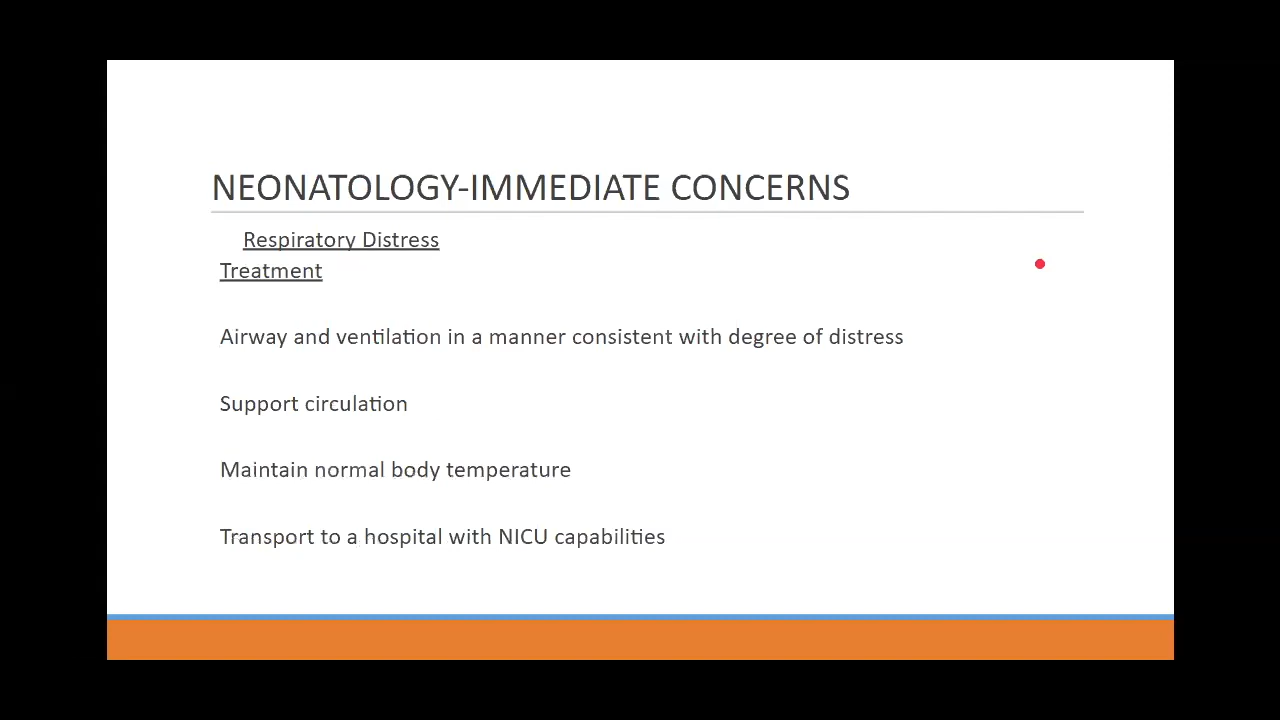 NEONATOLOGY-IMMEDIATE CONCERNS
Respiratory Distress
Treatment
Airway and ventilation in a manner consistent with degree of distress
Support circulation
Maintain normal body temperature
Transport to a hospital with NICU capabilities